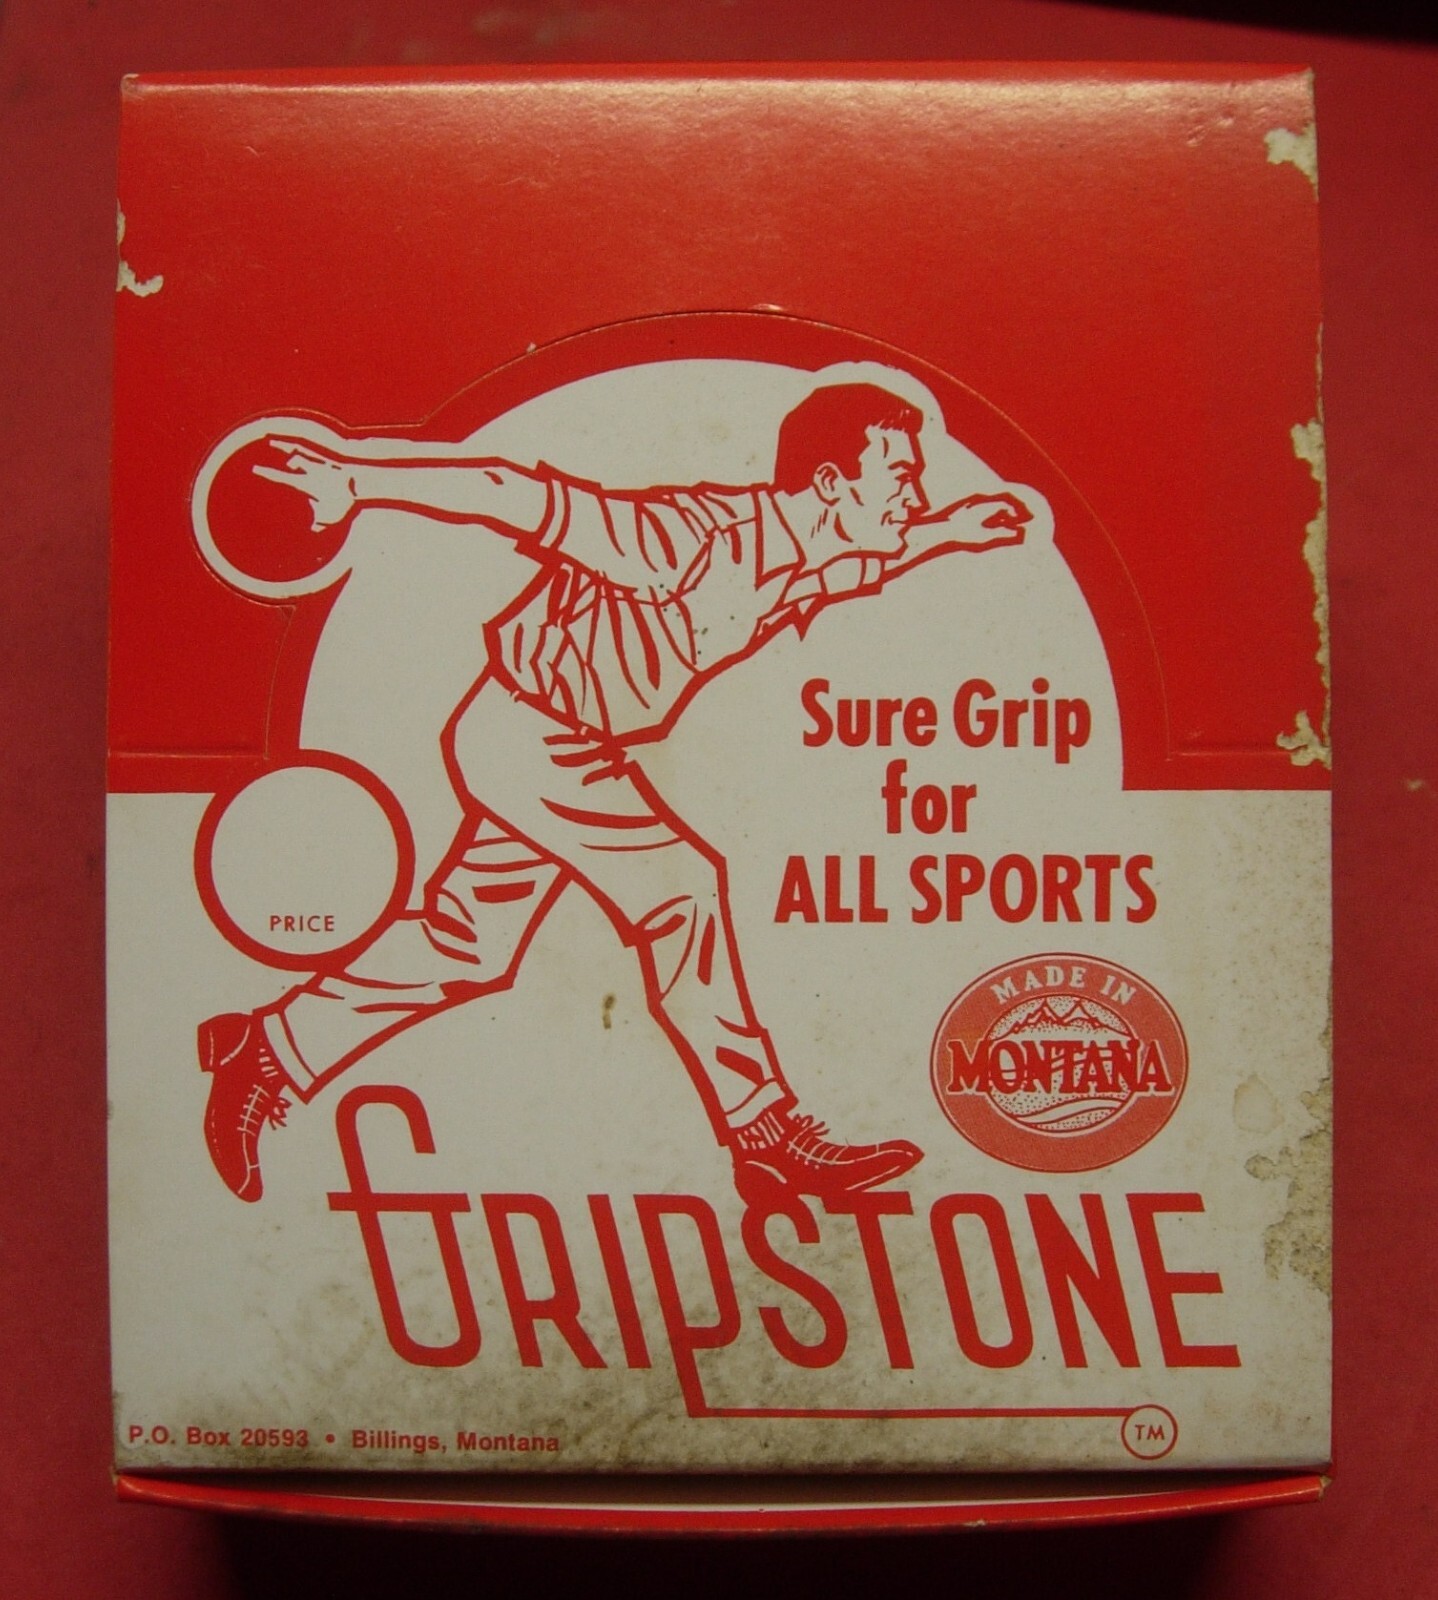 Sure Grip
for
ALL SPORTS
PRICE
MADE IN
MONTANA
GRIPSTONE
TM
P.O. Box 20593 • Billings, Montana